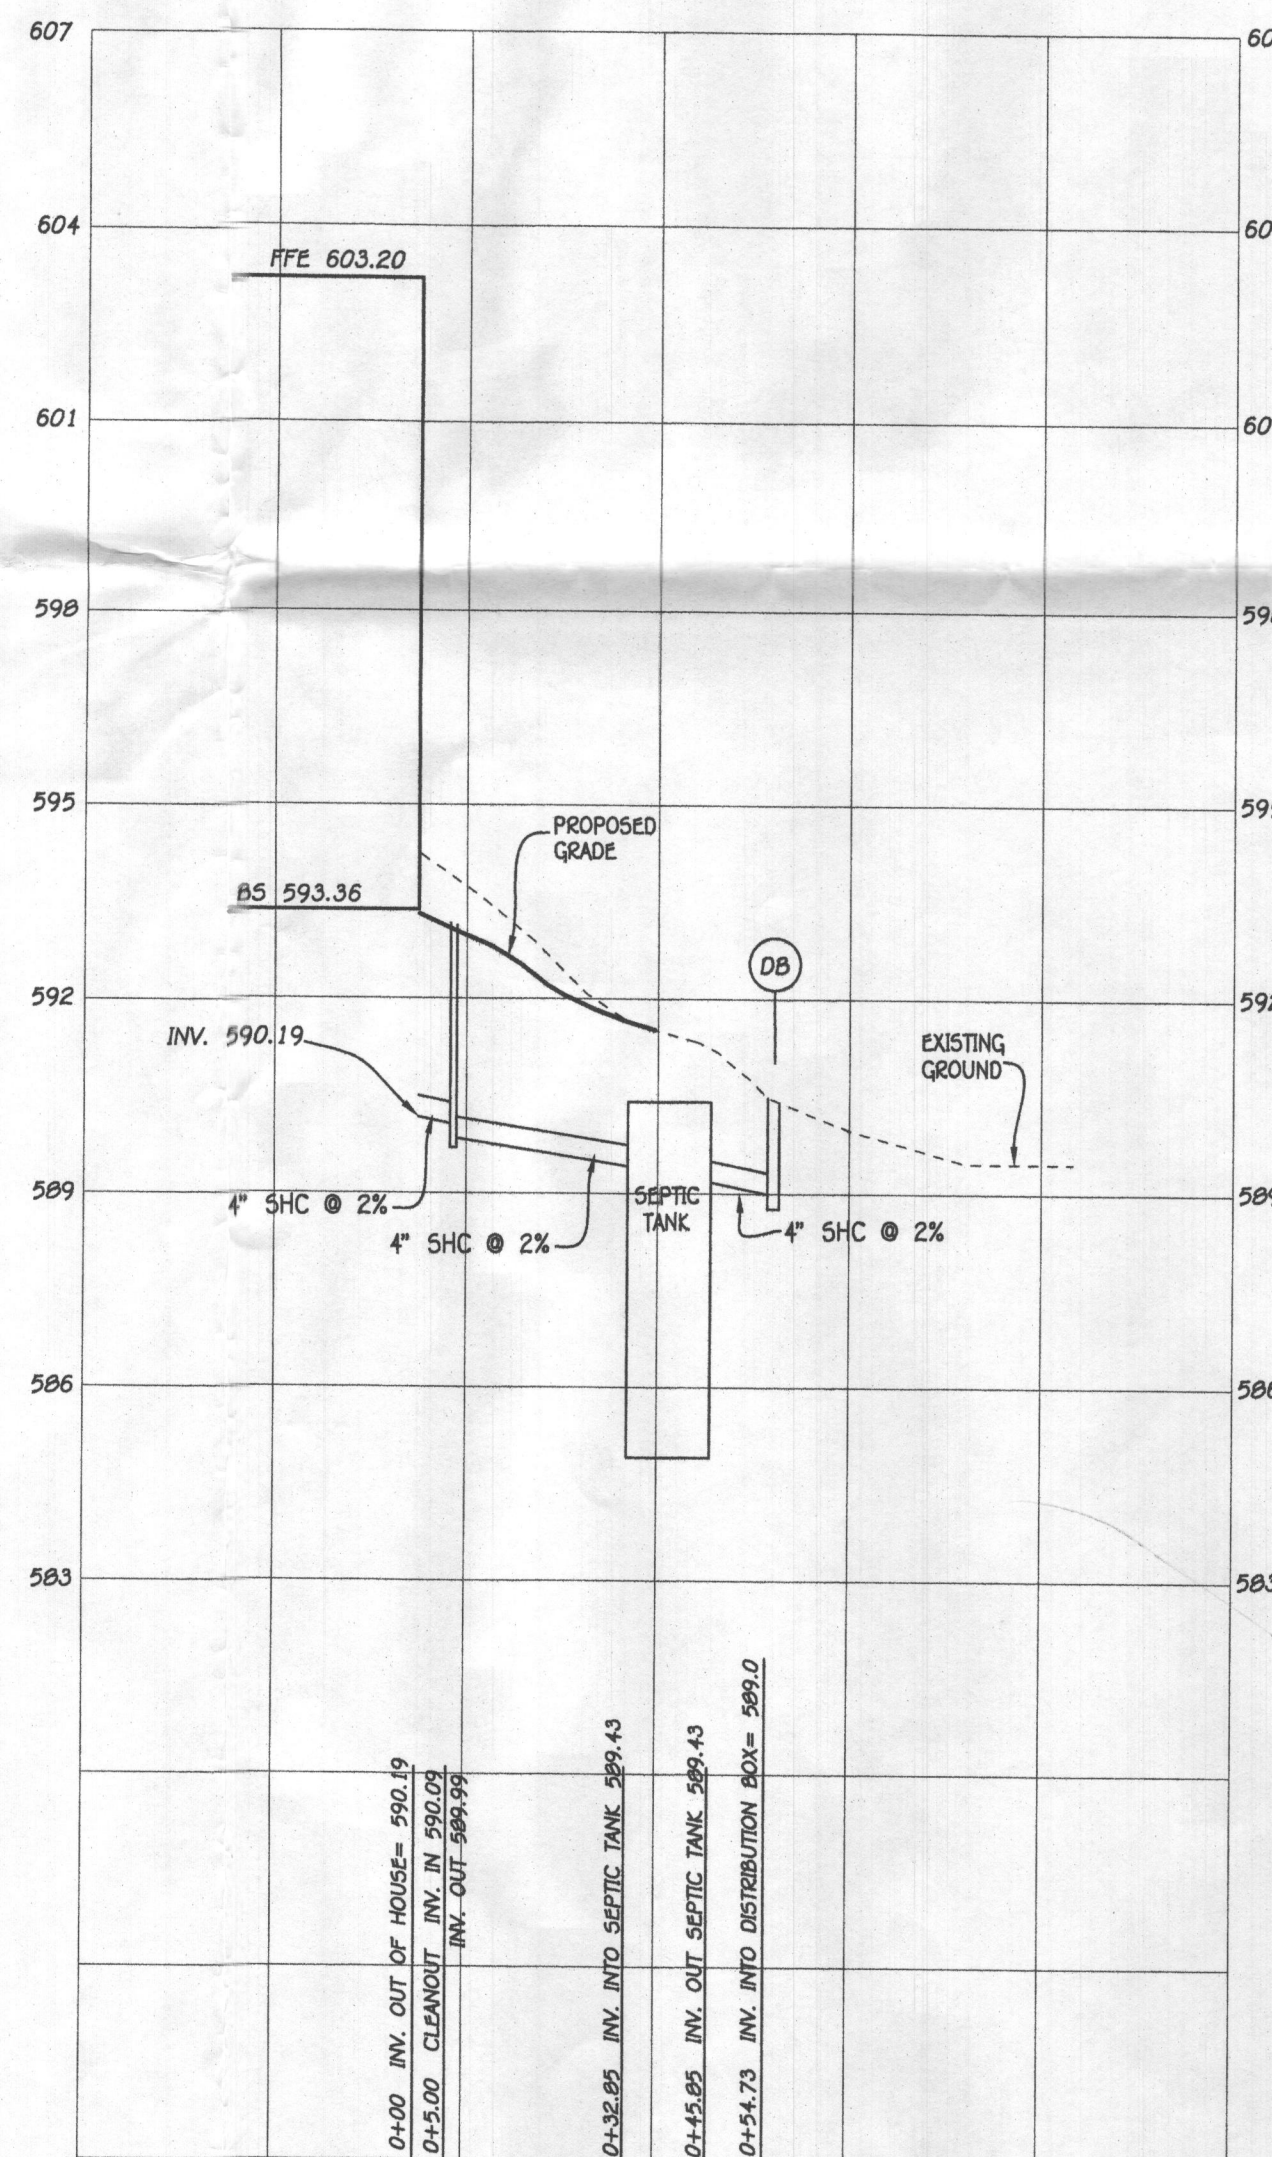 607
604
FFE 603.20
601
598
595
PROPOSED
GRADE
BS 593.36
DB
592
592
INV. 590.19
EXISTING
GROUND
589
SEPTIC
TANK
4" SHC @ 2%
4" SHC @ 2%
4" SHC @ 2%
586
583
0+00 INV. OUT OF HOUSE= 590.19
0+5.00 CLEANOUT INV. IN 590.09
INV. OUT 589.99
0+32.85 INV. INTO SEPTIC TANK 589.43
0+45.85 INV. OUT SEPTIC TANK 589.43
0+54.73 INV. INTO DISTRIBUTION BOX= 589.0